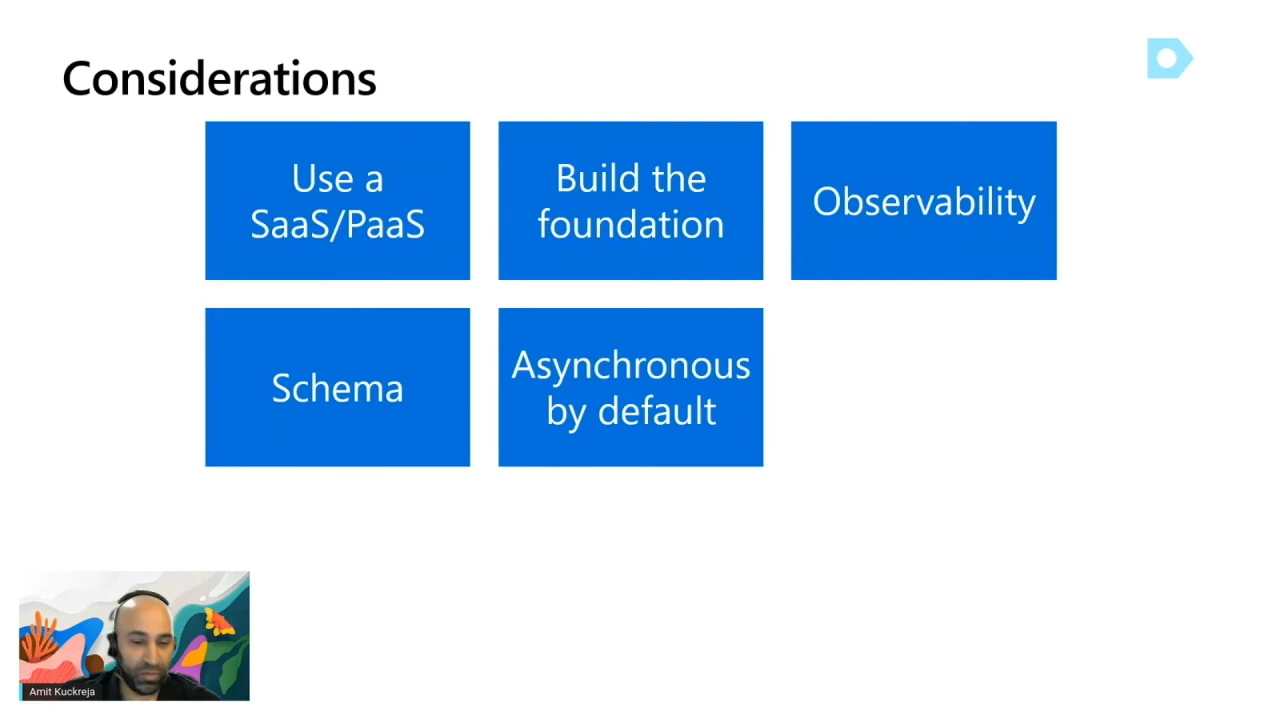 Considerations
Use a
SaaS/PaaS
Build the
foundation
Observability
Schema
Asynchronous
by default
Amit Kuckreja